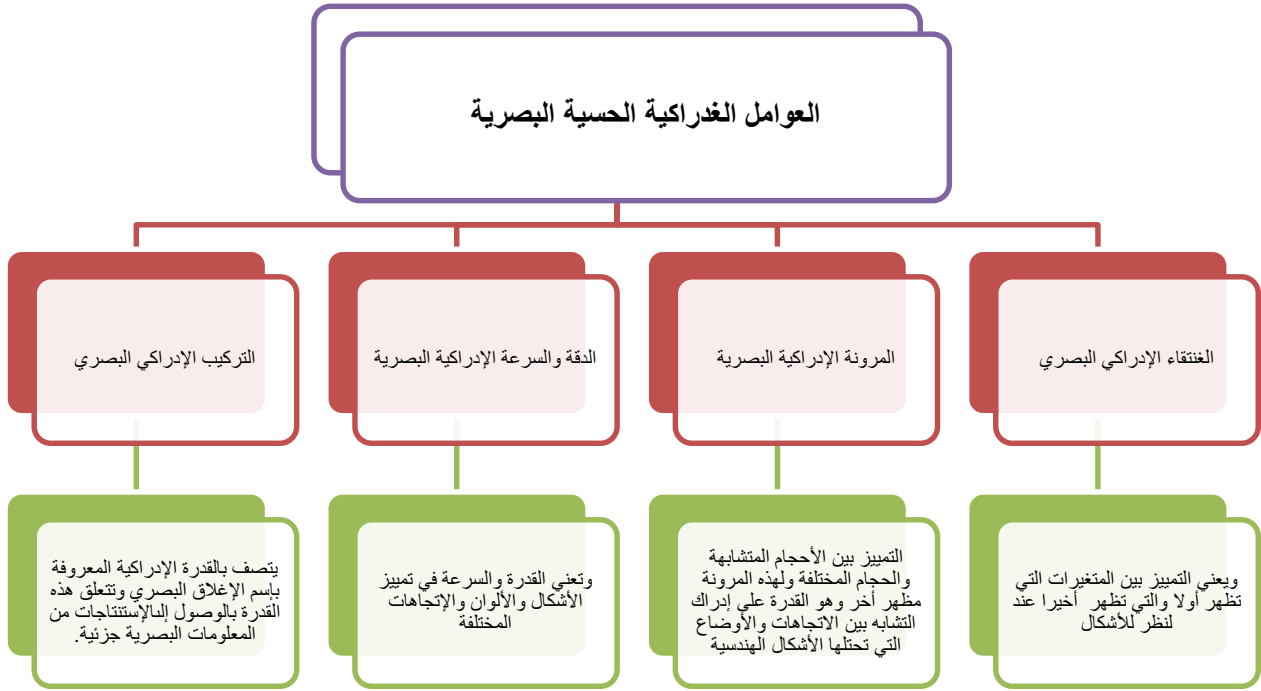 العوامل الغدراكية الحسية البصرية
الغنتقاء الإدراكي البصري
المرونة الإدراكية البصرية
الدقة والسرعة الإدراكية البصرية
التركيب الإدراكي البصري
ويعني التمييز بين المتغيرات التي
تظهر أولا والتي تظهر أخيرا عند
لنظر للأشكال
التمييز بين الأحجام المتشابهة
والحجام المختلفة ولهذه المرونة
مظهر أخر وهو القدرة على إدراك
التشابه بين الاتجاهات والأوضاع
التي تحتلها الأشكال الهندسية
وتعني القدرة والسرعة في تمييز
الأشكال والألوان والإتجاهات
المختلفة
يتصف بالقدرة الإدراكية المعروفة
بإسم الإغلاق البصري وتتعلق هذه
القدرة بالوصول إلىالإستنتاجات من
المعلومات البصرية جزئية.